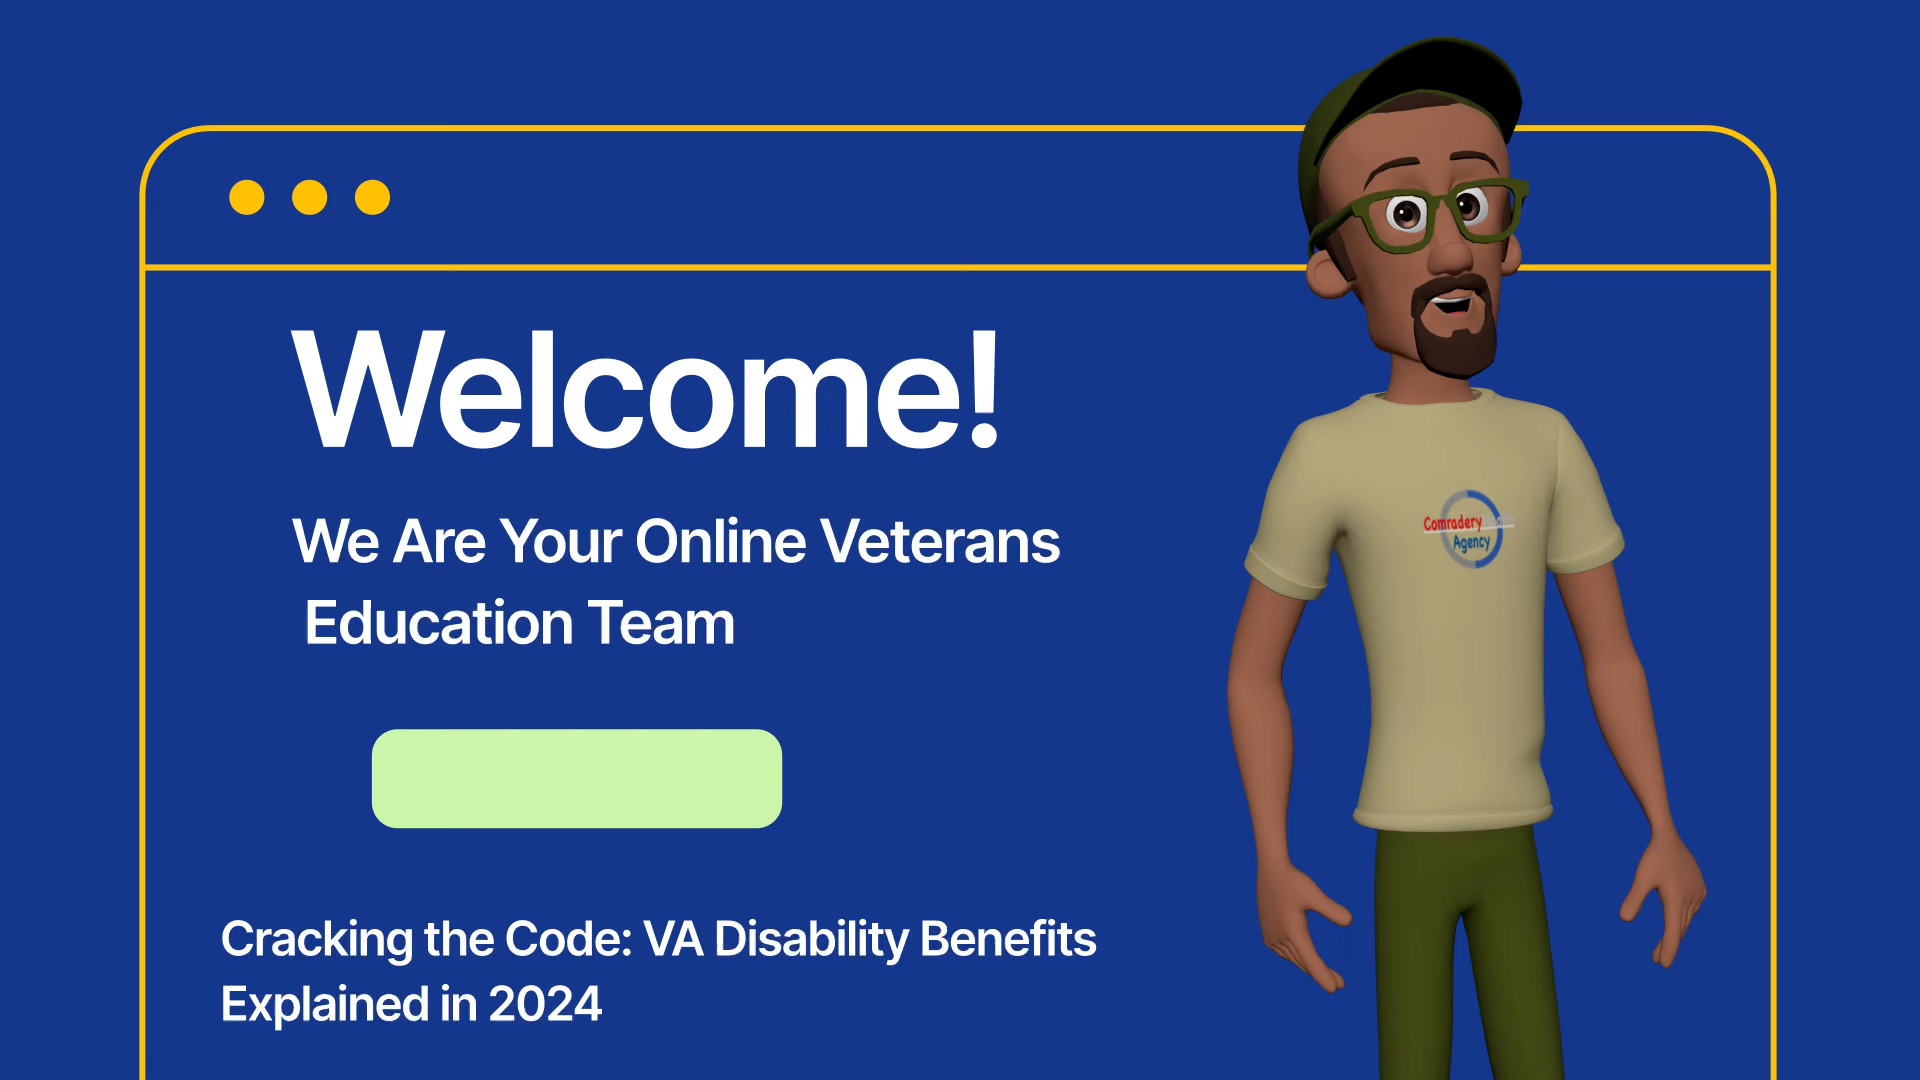 Welcome!
We Are Your Online Veterans
Education Team
Comradery
Agency
Cracking the Code: VA Disability Benefits
Explained in 2024